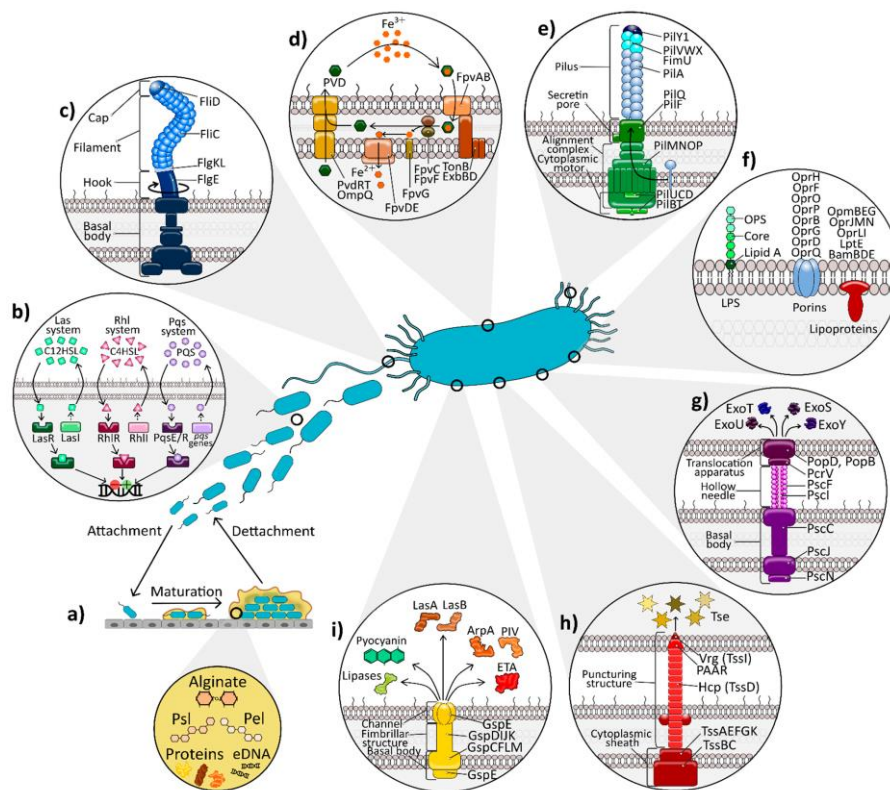 a)
Attachment
Dettachment
Maturation
Alginate
Psl
Pel
Proteins
eDNA
b)
Las
system
C12HSL
Rhl
system
C4HSL
Pqs
system
PQS
LasR
LasI
RhlR
RhlI
PqsE/R
pqs
genes
c)
Cap
Filament
Hook
Basal
body
FliD
FliC
FlgKL
FlgE
d)
Fe3+
PVD
FpvAB
Fe2+
PvdRT
OmpQ
FpvDE
FpvG
FpvC
FpvF
TonB
ExbBD
e)
Pilus
Secretin
pore
Alignment
complex
Cytoplasmic
motor
PilY1
PilVWX
FimU
PilA
PilQ
PilF
PilMNOP
PilUCD
PilBT
f)
OPS
Core
Lipid A
LPS
OprH
OprF
OprO
OprP
OprB
OprG
OprD
OprQ
Porins
OpmBEG
OprJMN
OprLI
LptE
BamBDE
Lipoproteins
g)
ExoT
ExoS
ExoU
ExoY
Translocation
apparatus
Hollow
needle
Basal
body
PopD, PopB
PcrV
PscF
PscI
PscC
PscJ
PscN
h)
Tse
Puncturing
structure
Cytoplasmic
sheath
Vrg (TssI)
PAAR
Hcp (TssD)
TssAEFGK
TssBC
i)
LasA
LasB
Pyocyanin
ArpA
PIV
Lipases
ETA
Channel
Fimbrillar
structure
Basal body
GspE
GspDIJK
GspCFLM
GspE